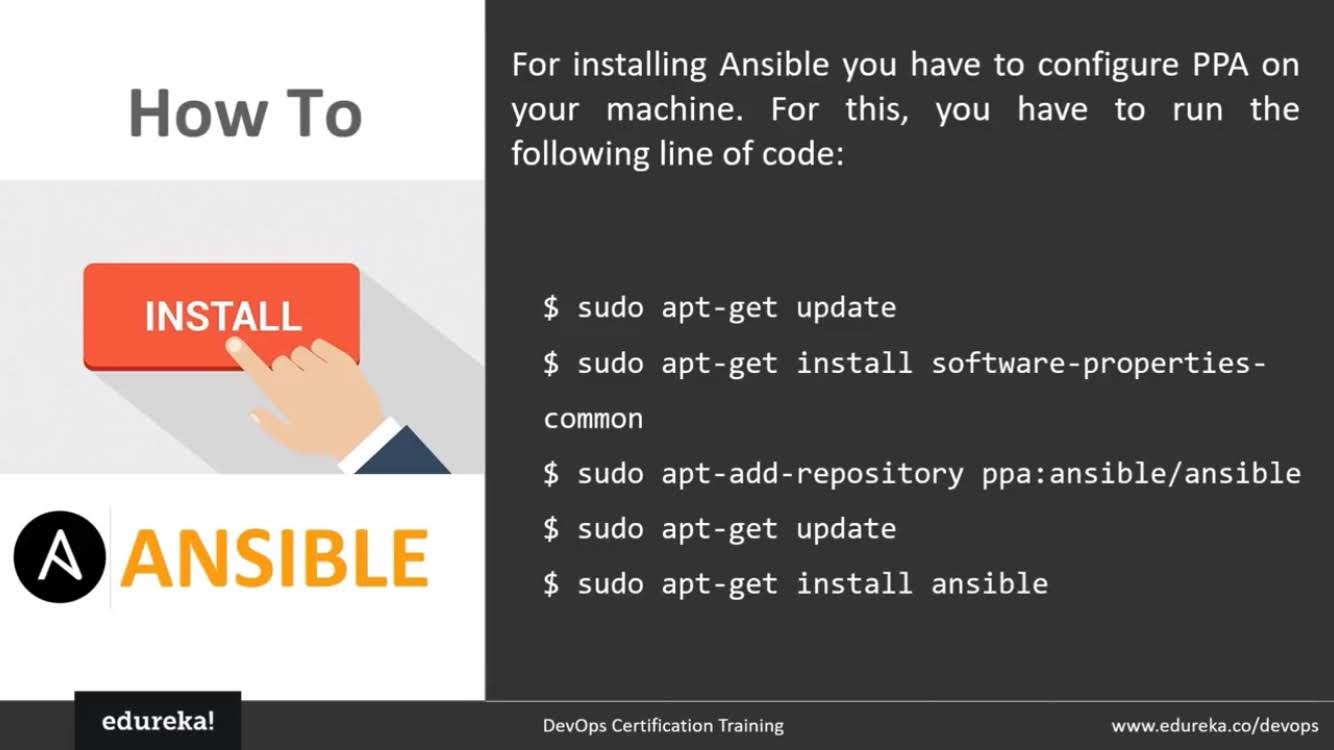 How To
INSTALL
ANSIBLE
For installing Ansible you have to configure PPA on
your machine. For this, you have to run the
following line of code:
$ sudo apt-get update
$ sudo apt-get install software-properties-
common
$ sudo apt-add-repository ppa:ansible/ansible
$ sudo apt-get update
$ sudo apt-get install ansible
edureka!
DevOps Certification Training
www.edureka.co/devops